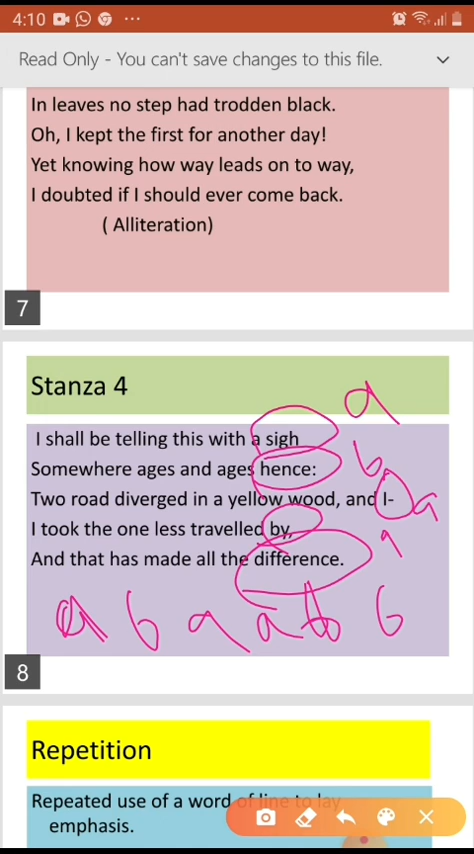 4:10
Read Only - You can't save changes to this file.
In leaves no step had trodden black.
Oh, I kept the first for another day!
Yet knowing how way leads on to way,
I doubted if I should ever come back.
( Alliteration)
7
Stanza 4
a
I shall be telling this with a sigh
b
Somewhere ages and ages hence:
Two road diverged in a yellow wood, and I-
a
I took the one less travelled by,
a
And that has made all the difference.
a b a a b
8
Repetition
Repeated use of a word of line to lay
emphasis.